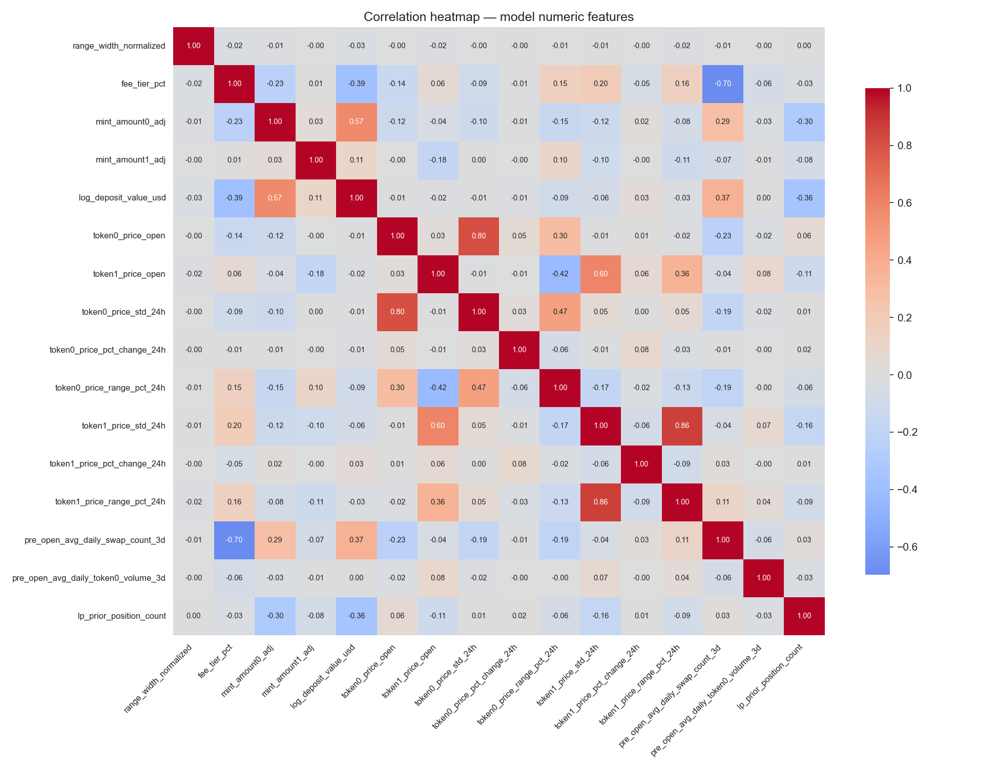 Correlation heatmap — model numeric features
range_width_normalized 1.00 -0.02 -0.01 -0.00 -0.03 -0.00 -0.02 -0.00 -0.00 -0.01 -0.01 -0.00 -0.02 -0.01 -0.00 0.00
fee_tier_pct -0.02 1.00 -0.23 0.01 -0.39 -0.14 0.06 -0.09 -0.01 0.15 0.20 -0.05 0.16 -0.70 -0.06 -0.03
mint_amount0_adj -0.01 -0.23 1.00 0.03 0.57 -0.12 -0.04 -0.10 -0.01 -0.15 -0.12 0.02 -0.08 0.29 -0.03 -0.30
mint_amount1_adj -0.00 0.01 0.03 1.00 0.11 -0.00 -0.18 0.00 -0.00 0.10 -0.10 -0.00 -0.11 -0.07 -0.01 -0.08
log_deposit_value_usd -0.03 -0.39 0.57 0.11 1.00 -0.01 -0.02 -0.01 -0.01 -0.09 -0.06 0.03 -0.03 0.37 0.00 -0.36
token0_price_open -0.00 -0.14 -0.12 -0.00 -0.01 1.00 0.03 0.80 0.05 0.30 -0.01 0.01 -0.02 -0.23 -0.02 0.06
token1_price_open -0.02 0.06 -0.04 -0.18 -0.02 0.03 1.00 -0.01 -0.01 -0.42 0.60 0.06 0.36 -0.04 0.08 -0.11
token0_price_std_24h -0.00 -0.09 -0.10 0.00 -0.01 0.80 -0.01 1.00 0.03 0.47 0.05 0.00 0.05 -0.19 -0.02 0.01
token0_price_pct_change_24h -0.00 -0.01 -0.01 -0.00 -0.01 0.05 -0.01 0.03 1.00 -0.06 -0.01 0.08 -0.03 -0.01 -0.00 0.02
token0_price_range_pct_24h -0.01 0.15 -0.15 0.10 -0.09 0.30 -0.42 0.47 -0.06 1.00 -0.17 -0.02 -0.13 -0.19 -0.00 -0.06
token1_price_std_24h -0.01 0.20 -0.12 -0.10 -0.06 -0.01 0.60 0.05 -0.01 -0.17 1.00 -0.06 0.86 -0.04 0.07 -0.16
token1_price_pct_change_24h -0.00 -0.05 0.02 -0.00 0.03 0.01 0.06 0.00 0.08 -0.02 -0.06 1.00 -0.09 0.03 -0.00 0.01
token1_price_range_pct_24h -0.02 0.16 -0.08 -0.11 -0.03 -0.02 0.36 0.05 -0.03 -0.13 0.86 -0.09 1.00 0.11 0.04 -0.09
pre_open_avg_daily_swap_count_3d -0.01 -0.70 0.29 -0.07 0.37 -0.23 -0.04 -0.19 -0.01 -0.19 -0.04 0.03 0.11 1.00 -0.06 0.03
pre_open_avg_daily_token0_volume_3d -0.00 -0.06 -0.03 -0.01 0.00 -0.02 0.08 -0.02 -0.00 -0.00 0.07 -0.00 0.04 -0.06 1.00 -0.03
lp_prior_position_count 0.00 -0.03 -0.30 -0.08 -0.36 0.06 -0.11 0.01 0.02 -0.06 -0.16 0.01 -0.09 0.03 -0.03 1.00
range_width_normalized
fee_tier_pct
mint_amount0_adj
mint_amount1_adj
log_deposit_value_usd
token0_price_open
token1_price_open
token0_price_std_24h
token0_price_pct_change_24h
token0_price_range_pct_24h
token1_price_std_24h
token1_price_pct_change_24h
token1_price_range_pct_24h
pre_open_avg_daily_swap_count_3d
pre_open_avg_daily_token0_volume_3d
lp_prior_position_count
1.0
0.8
0.6
0.4
0.2
0.0
−0.2
−0.4
−0.6